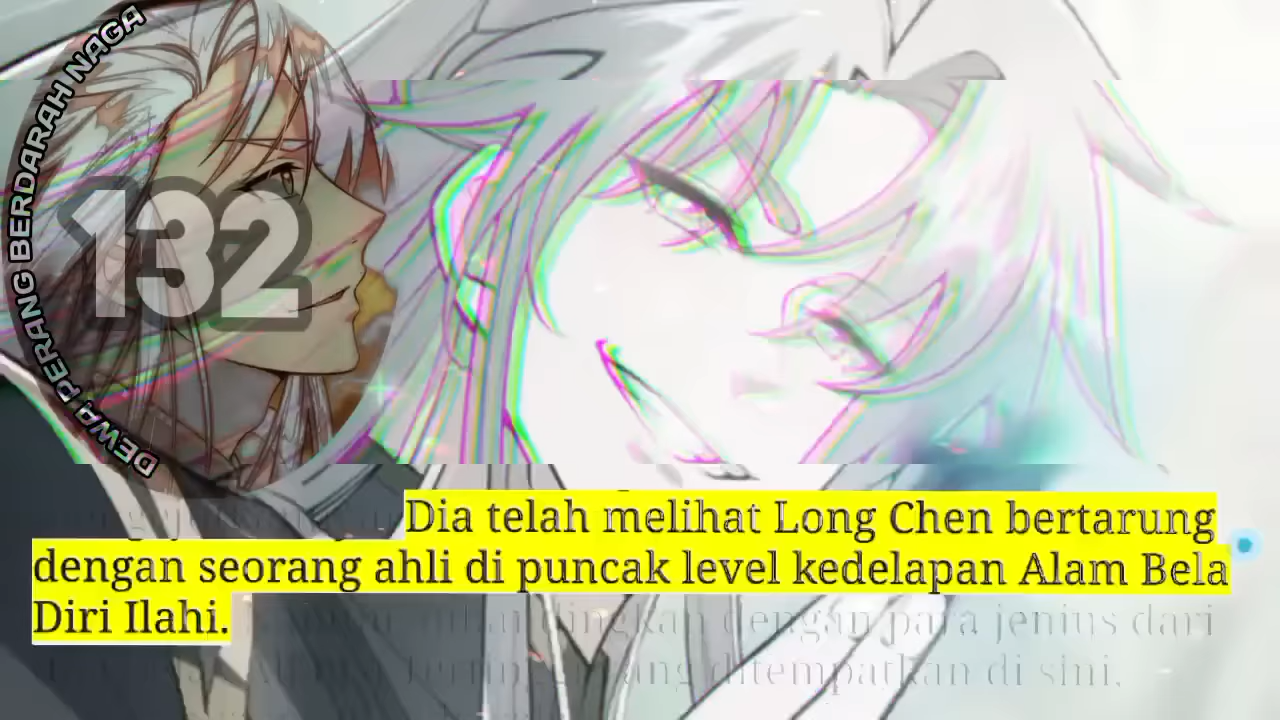 DEWA PERANG BERDARAH NAGA
132
Dia telah melihat Long Chen bertarung
dengan seorang ahli di puncak level kedelapan Alam Bela
Diri Ilahi.
dengan para jenius dari
yang ditempatkan di sini.